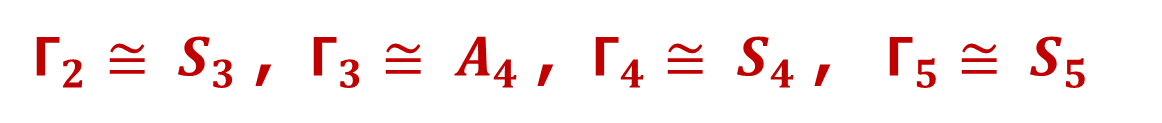 Γ₂ ≅ S₃ , Γ₃ ≅ A₄ , Γ₄ ≅ S₄ , Γ₅ ≅ S₅